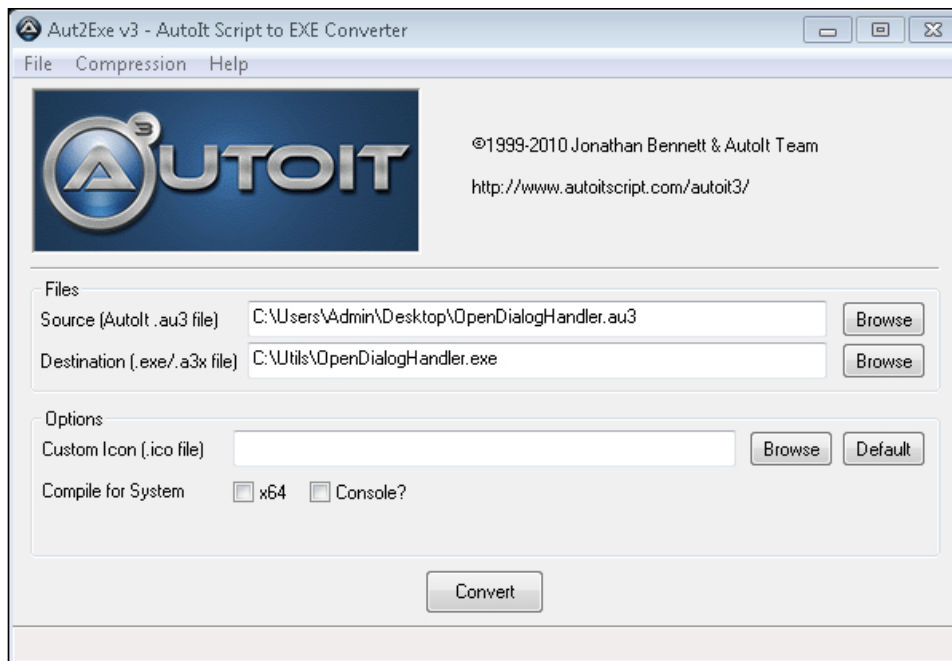 Aut2Exe v3 - AutoIt Script to EXE Converter
File Compression Help
AUTOIT 3
©1999-2010 Jonathan Bennett & AutoIt Team
http://www.autoitscript.com/autoit3/
Files
Source (AutoIt .au3 file) C:\Users\Admin\Desktop\OpenDialogHandler.au3 Browse
Destination (.exe/.a3x file) C:\Utils\OpenDialogHandler.exe Browse
Options
Custom Icon (.ico file) Browse Default
Compile for System x64 Console?
Convert